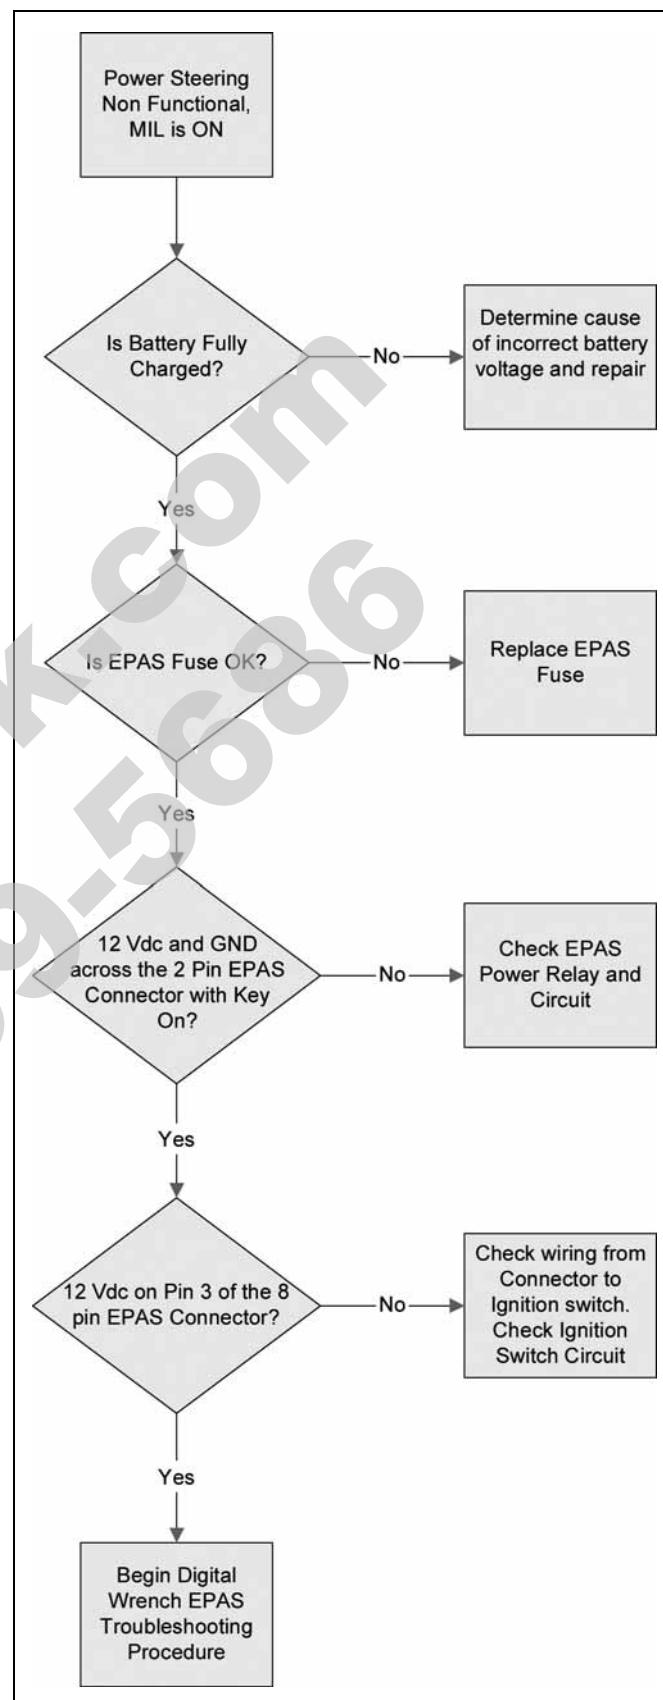 Power Steering
Non Functional,
MIL is ON
Is Battery Fully
Charged?
No
Determine cause
of incorrect battery
voltage and repair
Yes
Is EPAS Fuse OK?
No
Replace EPAS
Fuse
Yes
12 Vdc and GND
across the 2 Pin EPAS
Connector with Key
On?
No
Check EPAS
Power Relay and
Circuit
Yes
12 Vdc on Pin 3 of the 8
pin EPAS Connector?
No
Check wiring from
Connector to
Ignition switch.
Check Ignition
Switch Circuit
Yes
Begin Digital
Wrench EPAS
Troubleshooting
Procedure
k.com
9-5686